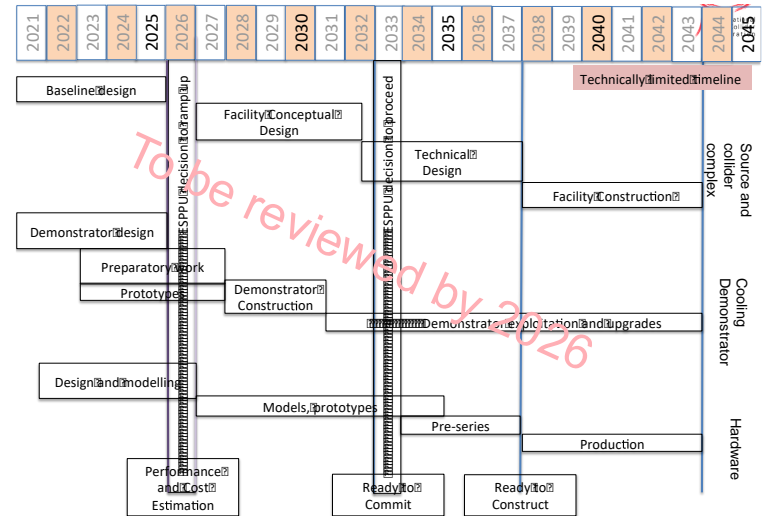 2021 2022 2023 2024 2025 2026 2027 2028 2029 2030 2031 2032 2033 2034 2035 2036 2037 2038 2039 2040 2041 2042 2043 2044 2045
Technically limited timeline
Baseline design
Facility Conceptual
Design
Technical
Design
Facility Construction
Source and
collider
complex
ESPPU decision to ramp up
ESPPU decision to proceed
To be reviewed by 2026
Demonstrator design
Preparatory work
Prototypes
Demonstrator
Construction
Demonstrator exploitation and upgrades
Cooling
Demonstrator
Design and modelling
Models, prototypes
Pre-series
Production
Hardware
Performance
and Cost
Estimation
Ready to
Commit
Ready to
Construct